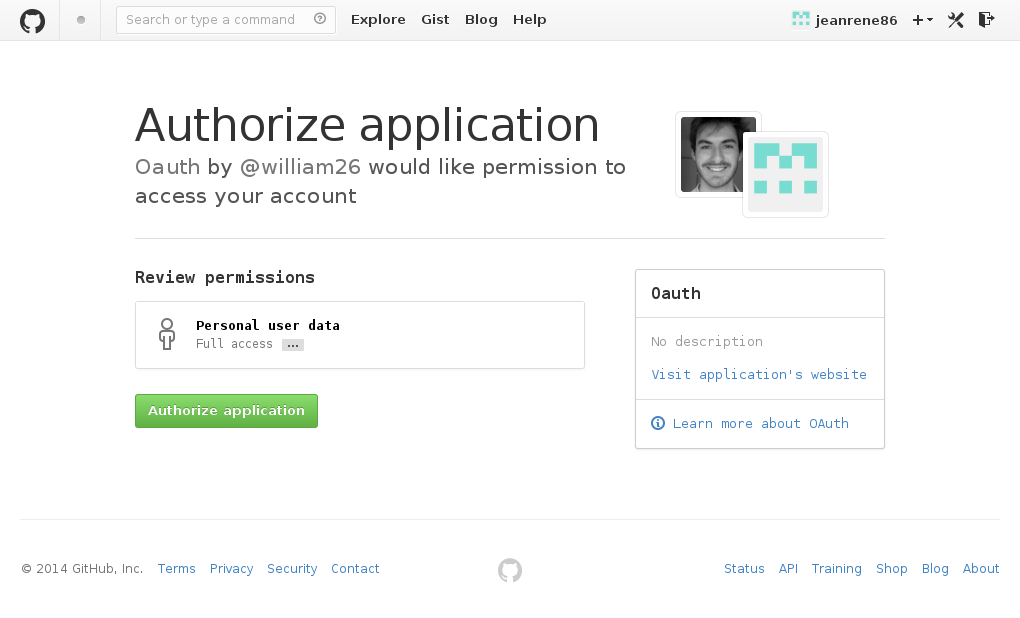 Search or type a command
Explore Gist Blog Help
jeanrene86
Authorize application
Oauth by @william26 would like permission to
access your account
Review permissions
Personal user data
Full access ...
Authorize application
Oauth
No description
Visit application's website
Learn more about OAuth
© 2014 GitHub, Inc. Terms Privacy Security Contact
Status API Training Shop Blog About